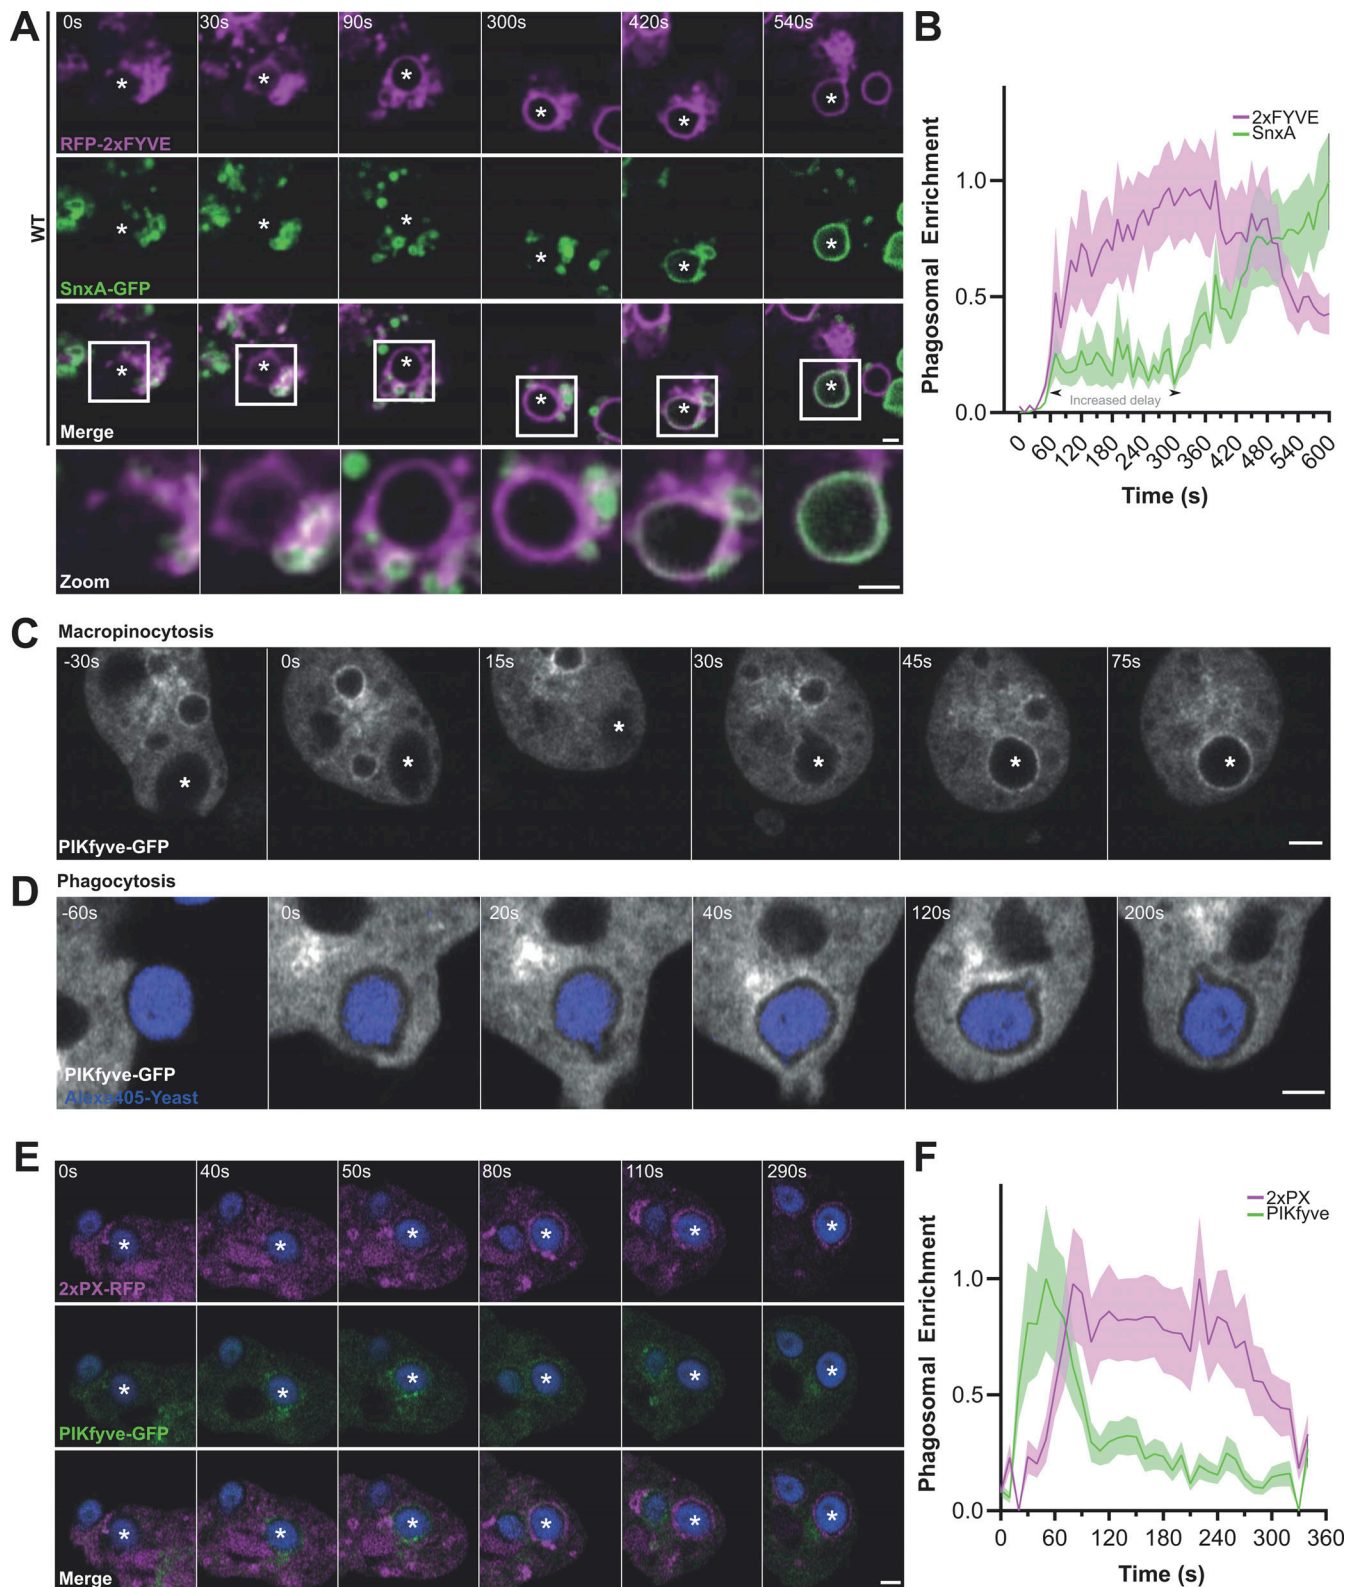 A
0s 30s 90s 300s 420s 540s
WT
RFP-2xFYVE
SnxA-GFP
Merge
Zoom
B
2xFYVE
SnxA
Phagosomal Enrichment
1.0
0.5
0.0
Increased delay
0 60 120 180 240 300 360 420 480 540 600
Time (s)
C Macropinocytosis
-30s 0s 15s 30s 45s 75s
PIKfyve-GFP
D Phagocytosis
-60s 0s 20s 40s 120s 200s
PIKfyve-GFP
Alexa405-Yeast
E
0s 40s 50s 80s 110s 290s
2xPX-RFP
PIKfyve-GFP
Merge
F
2xPX
PIKfyve
Phagosomal Enrichment
1.0
0.5
0.0
0 60 120 180 240 300 360
Time (s)